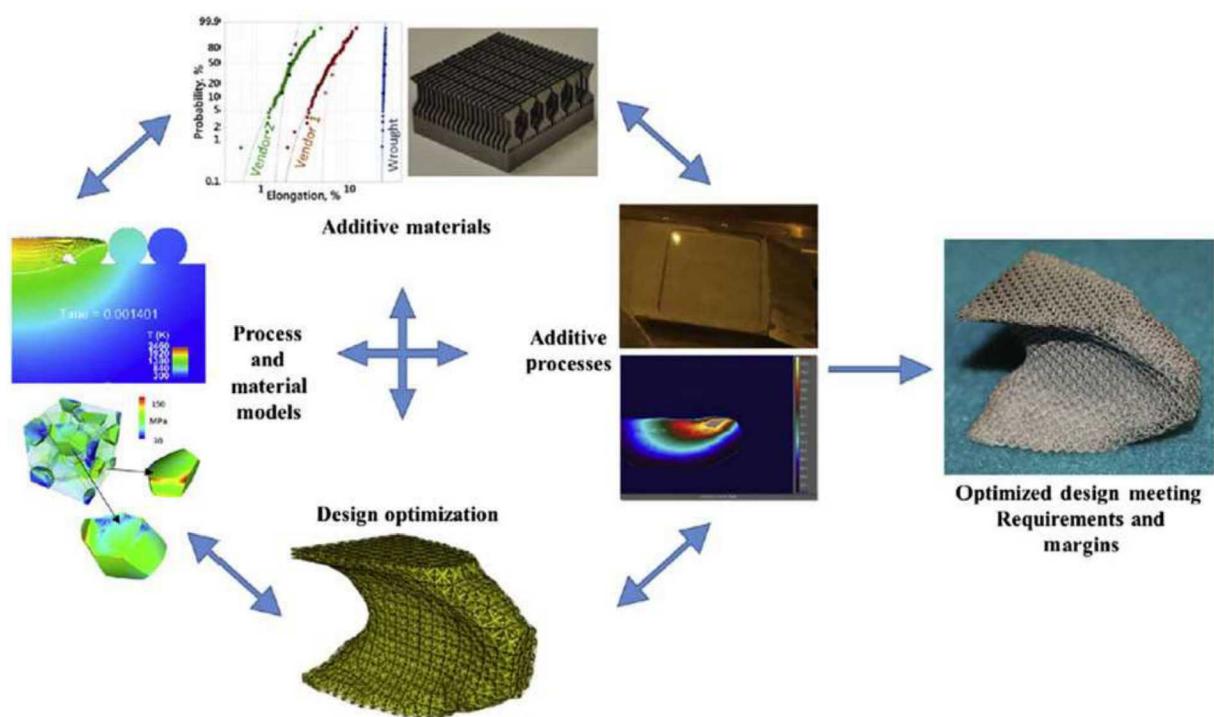 99.9
80
50
20
10
5
2
1
0.1
Probability, %
Vendor 2
Vendor 1
Wrought
1
10
Elongation, %
Additive materials
Time = 0.001401
T (K)
840
300
Process and
material
models
150
MPa
Additive
processes
Design optimization
Optimized design meeting
Requirements and
margins